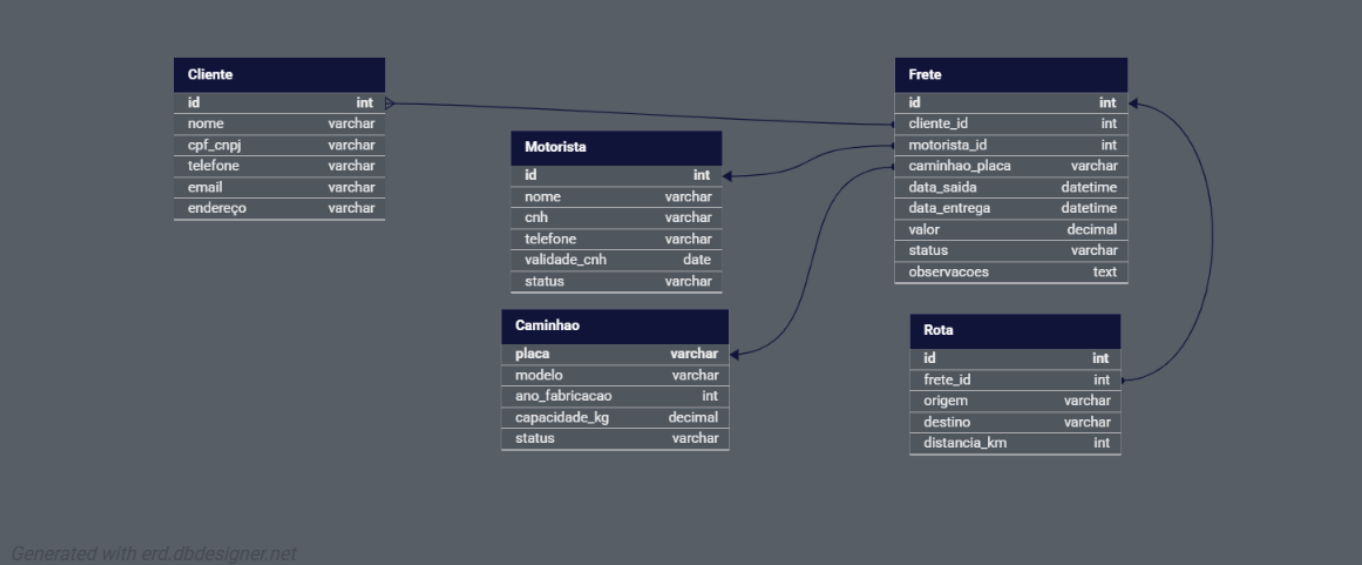 Cliente
id int
nome varchar
cpf_cnpj varchar
telefone varchar
email varchar
endereço varchar
Motorista
id int
nome varchar
cnh varchar
telefone varchar
validade_cnh date
status varchar
Caminhao
placa varchar
modelo varchar
ano_fabricacao int
capacidade_kg decimal
status varchar
Frete
id int
cliente_id int
motorista_id int
caminhao_placa varchar
data_saida datetime
data_entrega datetime
valor decimal
status varchar
observacoes text
Rota
id int
frete_id int
origem varchar
destino varchar
distancia_km int
Generated with erd.dbdesigner.net